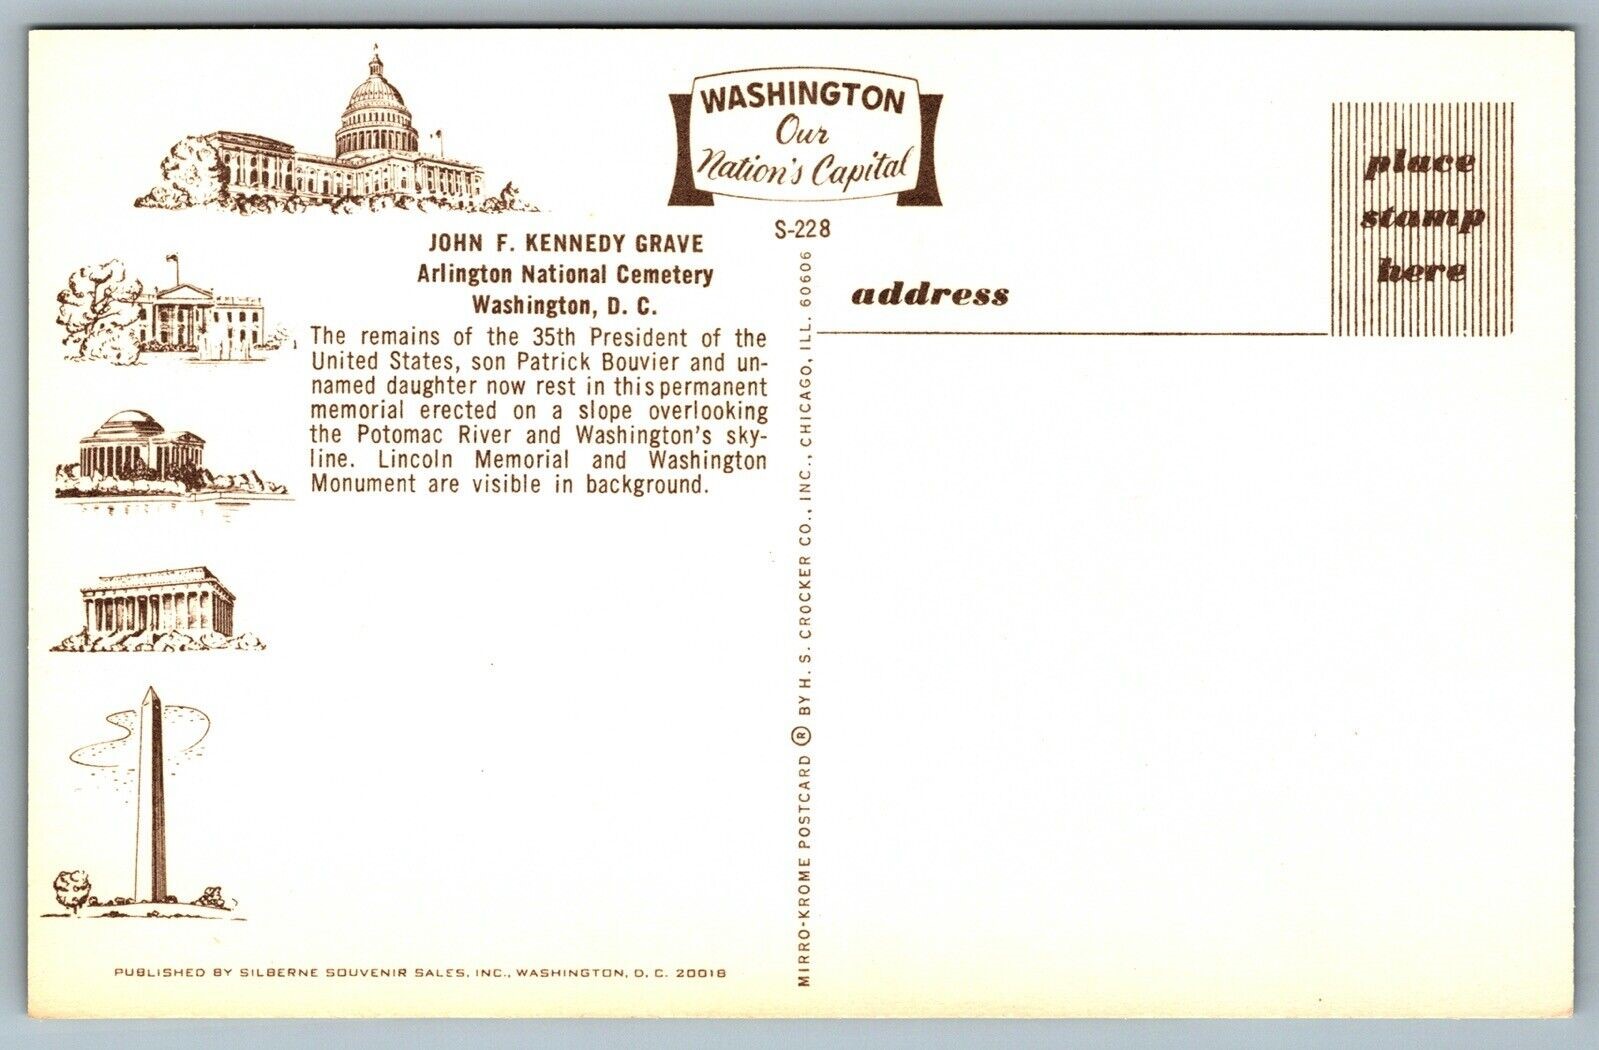 WASHINGTON
Our
Nation's Capital
S-228
place
stamp
here
JOHN F. KENNEDY GRAVE
Arlington National Cemetery
Washington, D. C.
The remains of the 35th President of the
United States, son Patrick Bouvier and un-
named daughter now rest in this permanent
memorial erected on a slope overlooking
the Potomac River and Washington's sky-
line. Lincoln Memorial and Washington
Monument are visible in background.
address
MIRRO-KROME POSTCARD ® BY H. S. CROCKER CO., INC., CHICAGO, ILL. 60606
PUBLISHED BY SILBERNE SOUVENIR SALES, INC., WASHINGTON, D. C. 20018